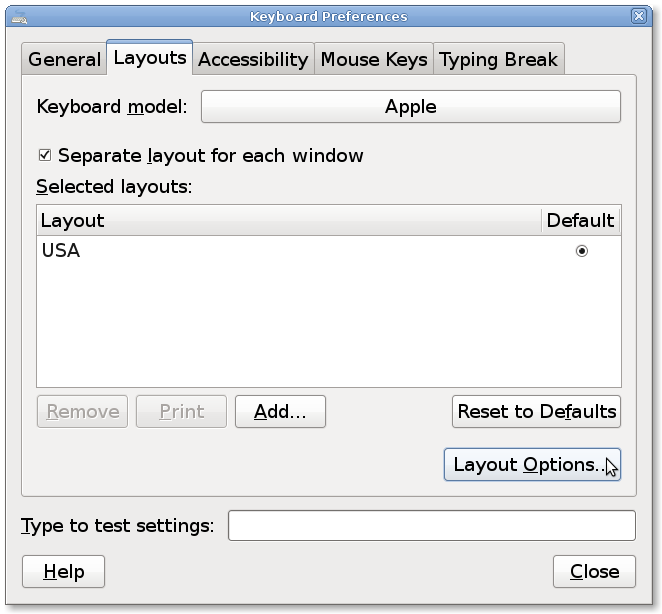 Keyboard Preferences
General Layouts Accessibility Mouse Keys Typing Break
Keyboard model: Apple
Separate layout for each window
Selected layouts:
Layout Default
USA
Remove Print Add... Reset to Defaults
Layout Options...
Type to test settings:
Help Close